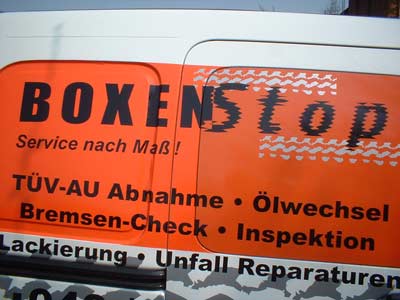 BOXENStop
Service nach Maß!
TÜV-AU Abnahme • Ölwechsel
Bremsen-Check • Inspektion
Lackierung • Unfall Reparaturen